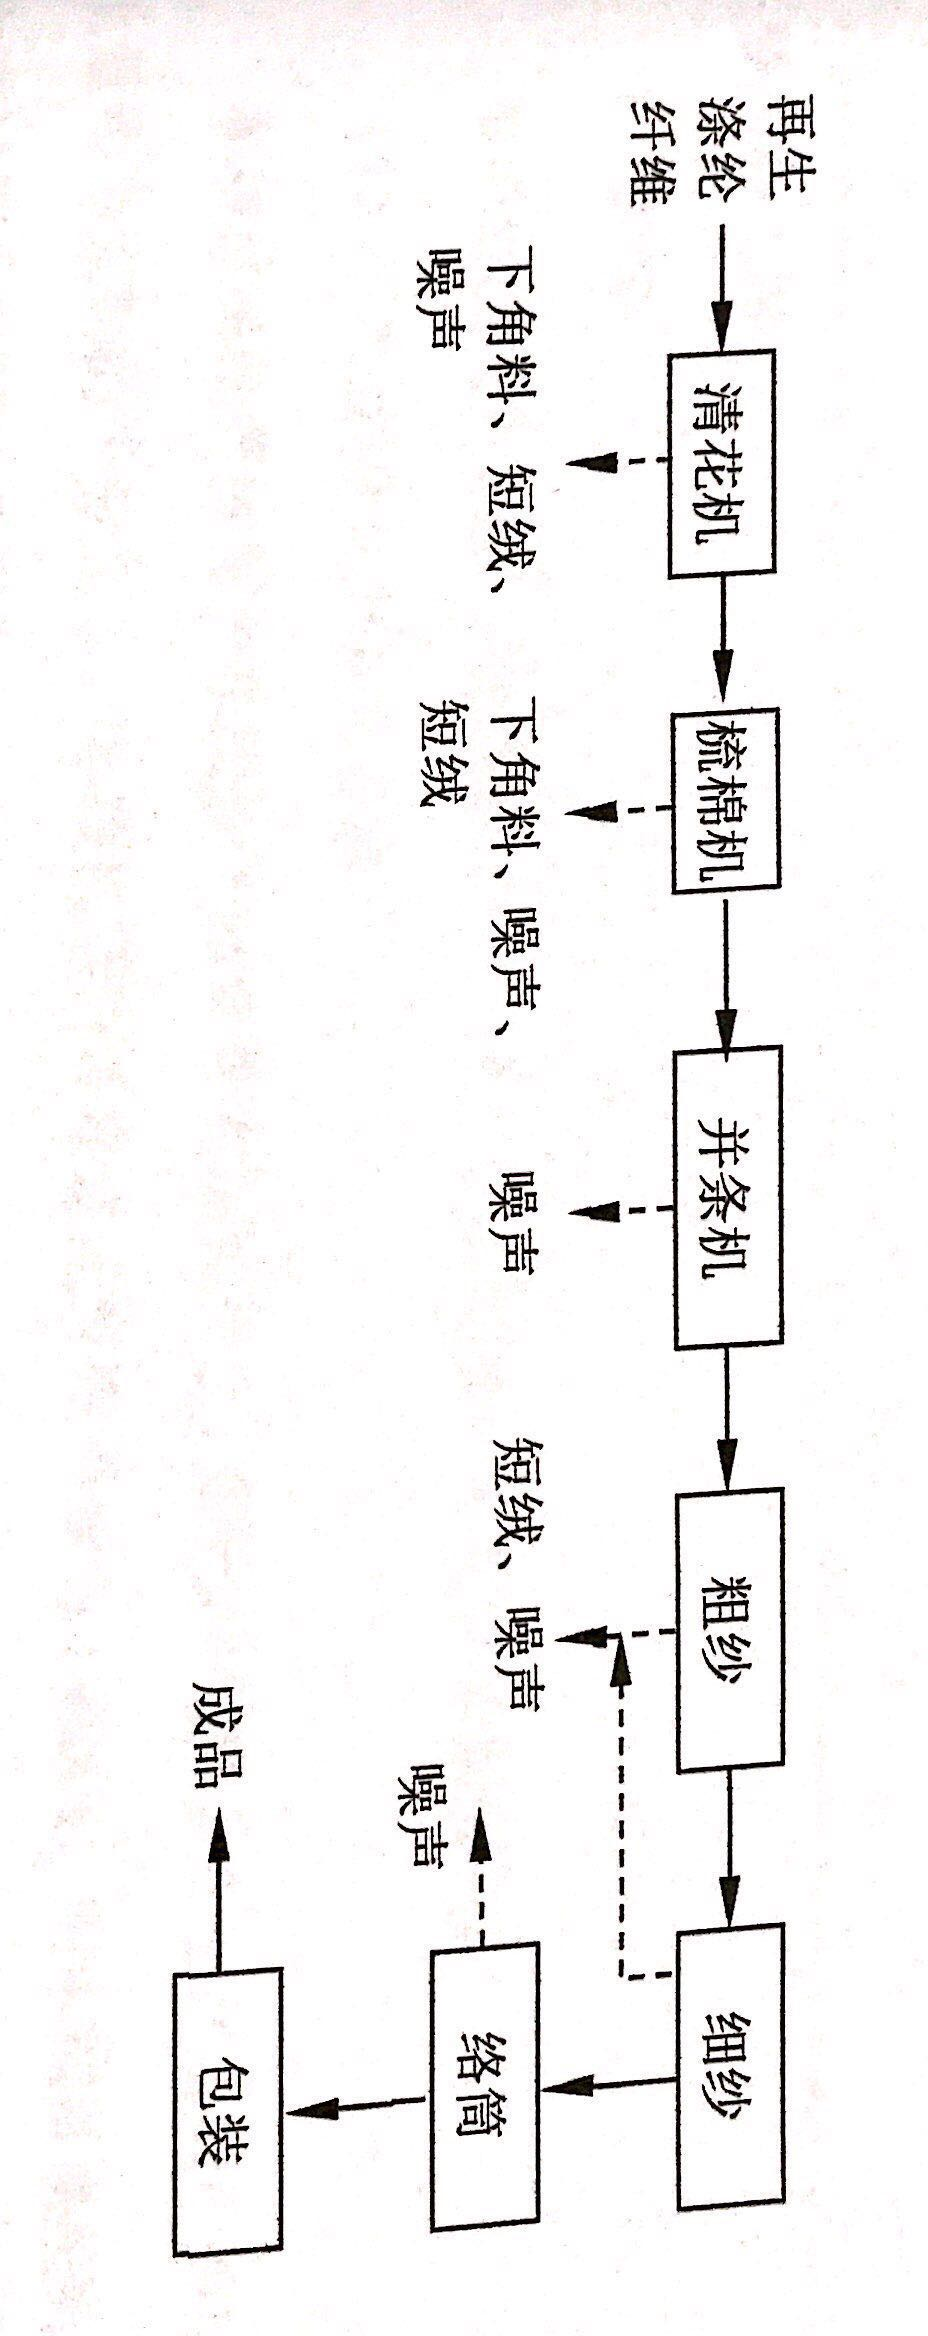 再生
涤纶
纤维
清花机
梳棉机
并条机
粗纱
细纱
下角料、短绒、
噪声
下角料、噪声、
短绒
噪声
短绒、噪声
噪声
络筒
成品
包装